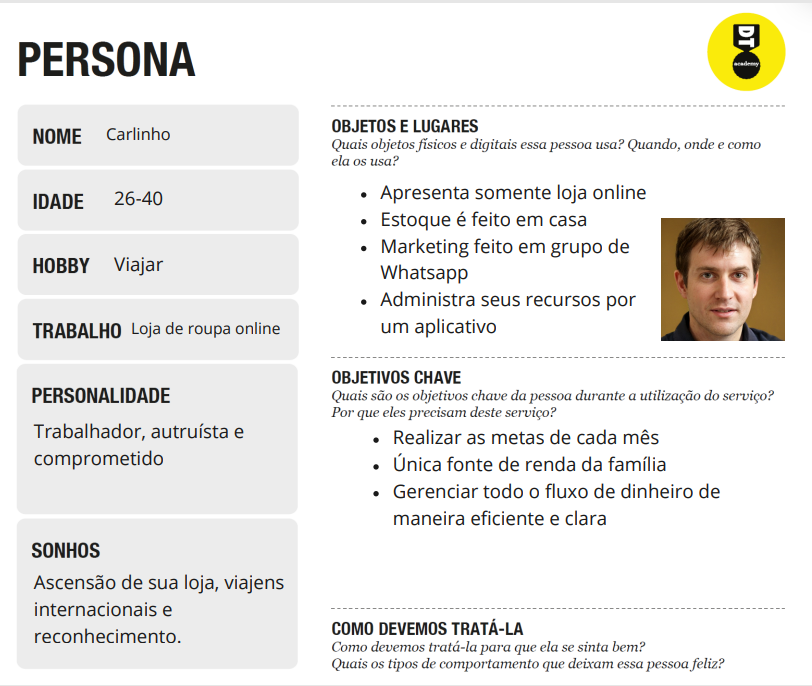 PERSONA
DT
academy
NOME Carlinho
IDADE 26-40
HOBBY Viajar
TRABALHO Loja de roupa online
PERSONALIDADE
Trabalhador, autruísta e
comprometido
SONHOS
Ascensão de sua loja, viajens
internacionais e
reconhecimento.
OBJETOS E LUGARES
Quais objetos físicos e digitais essa pessoa usa? Quando, onde e como
ela os usa?
• Apresenta somente loja online
• Estoque é feito em casa
• Marketing feito em grupo de
Whatsapp
• Administra seus recursos por
um aplicativo
OBJETIVOS CHAVE
Quais são os objetivos chave da pessoa durante a utilização do serviço?
Por que eles precisam deste serviço?
• Realizar as metas de cada mês
• Única fonte de renda da família
• Gerenciar todo o fluxo de dinheiro de
maneira eficiente e clara
COMO DEVEMOS TRATÁ-LA
Como devemos tratá-la para que ela se sinta bem?
Quais os tipos de comportamento que deixam essa pessoa feliz?